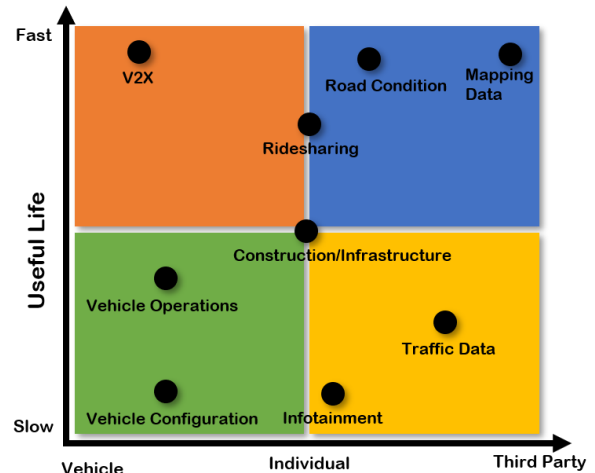 Fast
V2X
Road Condition
Mapping
Data
Ridesharing
Useful Life
Construction/Infrastructure
Vehicle Operations
Traffic Data
Vehicle Configuration
Infotainment
Slow
Vehicle
Individual
Third Party